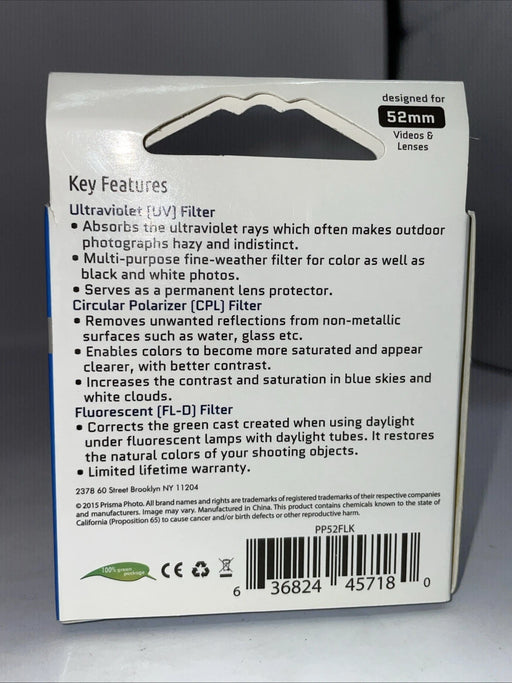 designed for
52mm
Videos &
Lenses
Key Features
Ultraviolet (UV) Filter
• Absorbs the ultraviolet rays which often makes outdoor
photographs hazy and indistinct.
• Multi-purpose fine-weather filter for color as well as
black and white photos.
• Serves as a permanent lens protector.
Circular Polarizer (CPL) Filter
• Removes unwanted reflections from non-metallic
surfaces such as water, glass etc.
• Enables colors to become more saturated and appear
clearer, with better contrast.
• Increases the contrast and saturation in blue skies and
white clouds.
Fluorescent (FL-D) Filter
• Corrects the green cast created when using daylight
under fluorescent lamps with daylight tubes. It restores
the natural colors of your shooting objects.
• Limited lifetime warranty.
2378 60 Street Brooklyn NY 11204
© 2015 Prisma Photo. All brand names and rights are trademarks of registered trademarks of their respective companies
and manufacturers. Image may vary. Manufactured in China. This product contains chemicals known to the state of
California (Proposition 65) to cause cancer and/or birth defects or other reproductive harm.
PP52FLK
100% green
package
CE
6 36824 45718 0